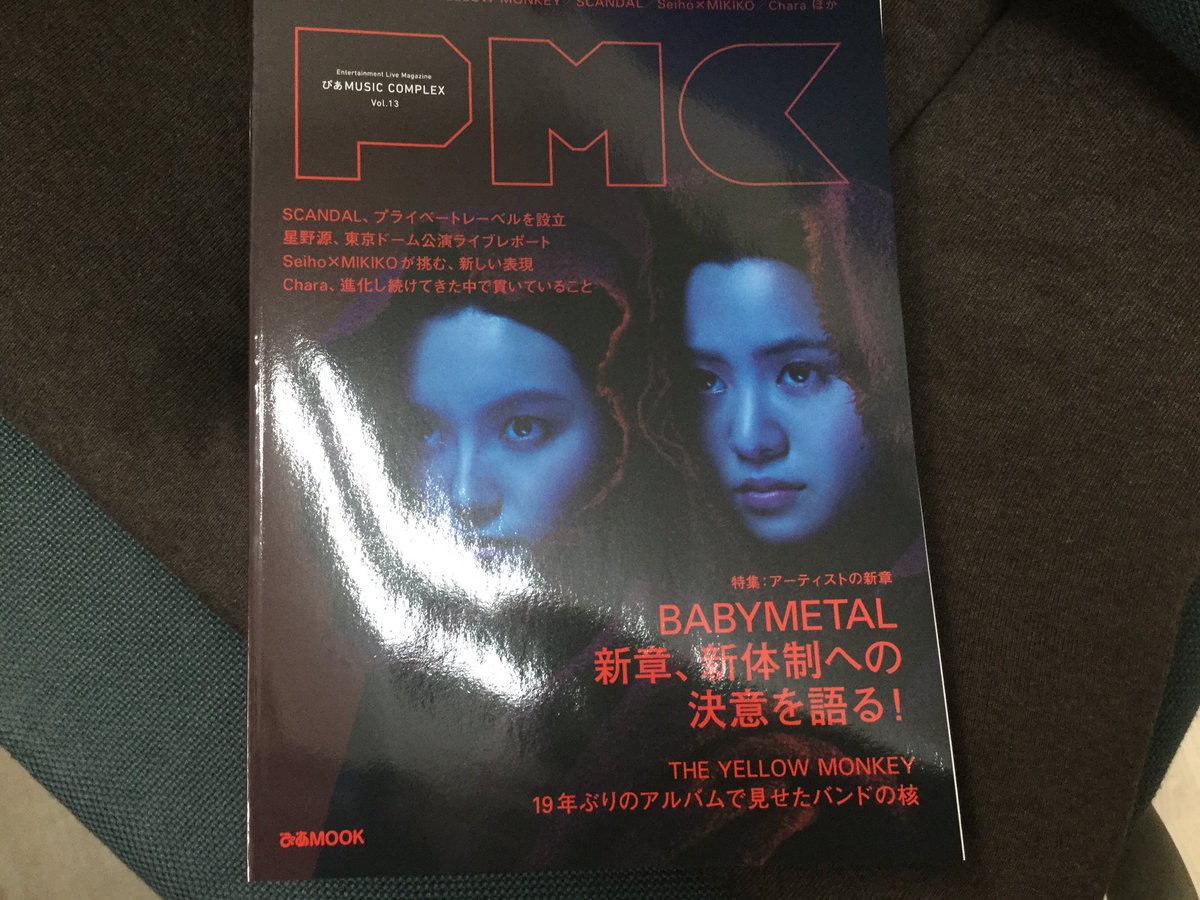 YELLOW MONKEY / SCANDAL / Seiho×MIKIKO / Chara ほか
PMC
Entertainment Live Magazine
ぴあMUSIC COMPLEX
Vol.13
SCANDAL、プライベートレーベルを設立
星野源、東京ドーム公演ライブレポート
Seiho×MIKIKOが挑む、新しい表現
Chara、進化し続けてきた中で貫いていること
特集:アーティストの新章
BABYMETAL
新章、新体制への
決意を語る!
THE YELLOW MONKEY
19年ぶりのアルバムで見せたバンドの核
ぴあMOOK